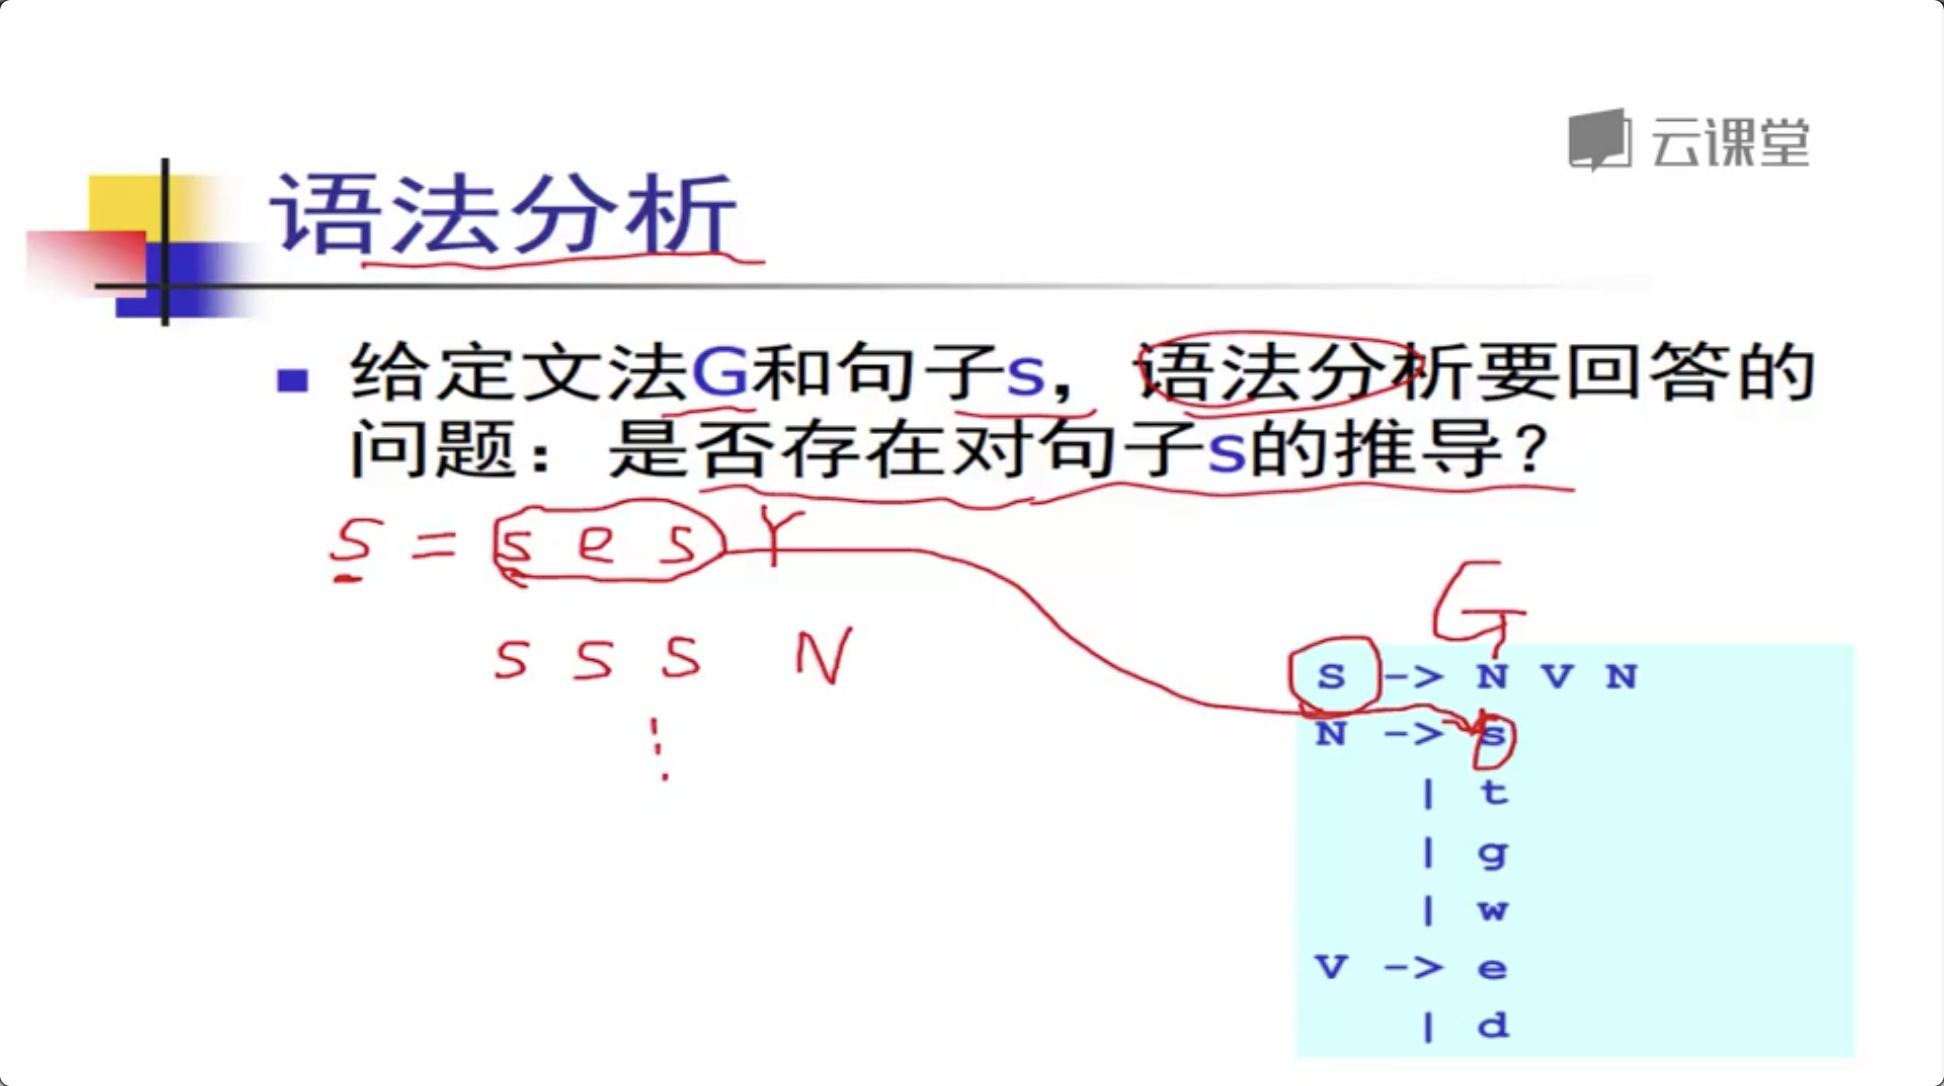 云课堂
语法分析
给定文法G和句子s，语法分析要回答的
问题：是否存在对句子s的推导？
s = s e s Y
s s s N
G
S -> N V N
N -> s
| t
| g
| w
V -> e
| d